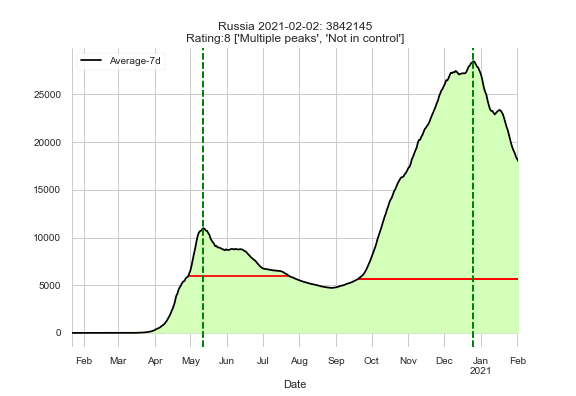 Russia 2021-02-02: 3842145
Rating:8 ['Multiple peaks', 'Not in control']
Average-7d
25000
20000
15000
10000
5000
0
Feb Mar Apr May Jun Jul Aug Sep Oct Nov Dec Jan Feb
2021
Date